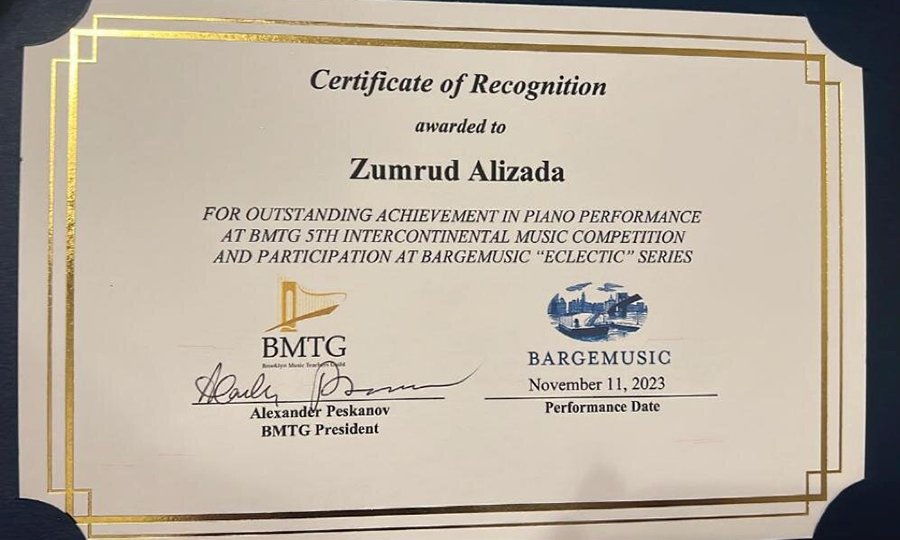 Certificate of Recognition
awarded to
Zumrud Alizada
FOR OUTSTANDING ACHIEVEMENT IN PIANO PERFORMANCE
AT BMTG 5TH INTERCONTINENTAL MUSIC COMPETITION
AND PARTICIPATION AT BARGEMUSIC “ECLECTIC” SERIES
BMTG
Brooklyn Music Teachers Guild
Alexander Peskanov
BMTG President
BARGEMUSIC
November 11, 2023
Performance Date